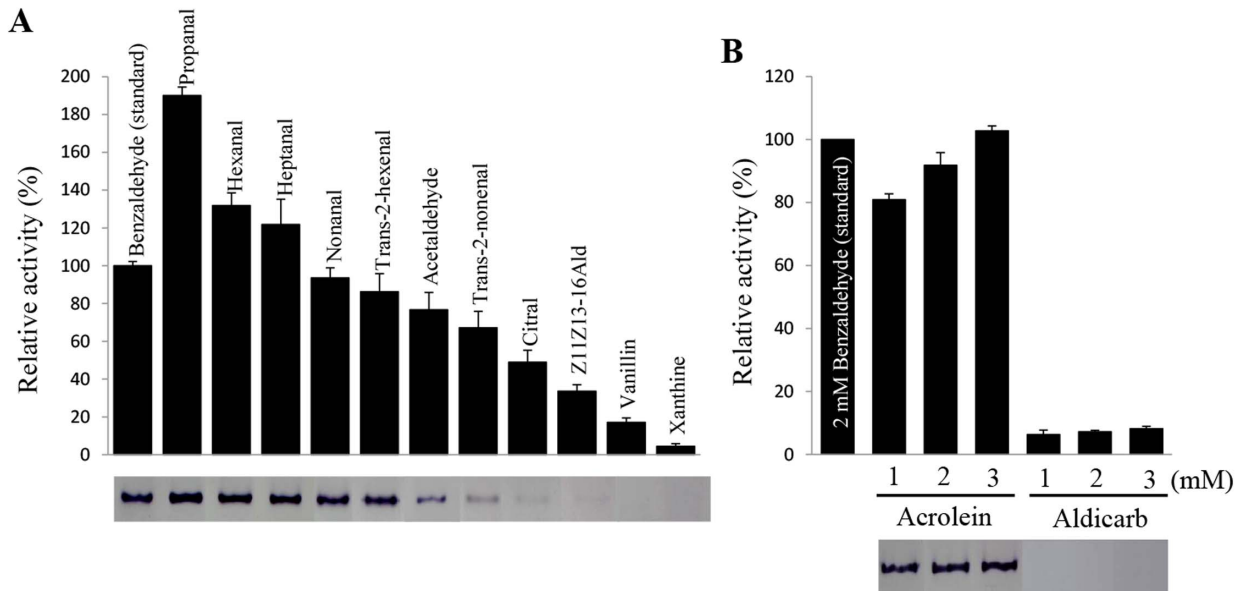 A
Relative activity (%)
200
180
160
140
120
100
80
60
40
20
0
Benzaldehyde (standard)
Propanal
Hexanal
Heptanal
Nonanal
Trans-2-hexenal
Acetaldehyde
Trans-2-nonenal
Citral
Z11Z13-16Ald
Vanillin
Xanthine
B
Relative activity (%)
120
100
80
60
40
20
0
2 mM Benzaldehyde (standard)
1 2 3 1 2 3 (mM)
Acrolein Aldicarb